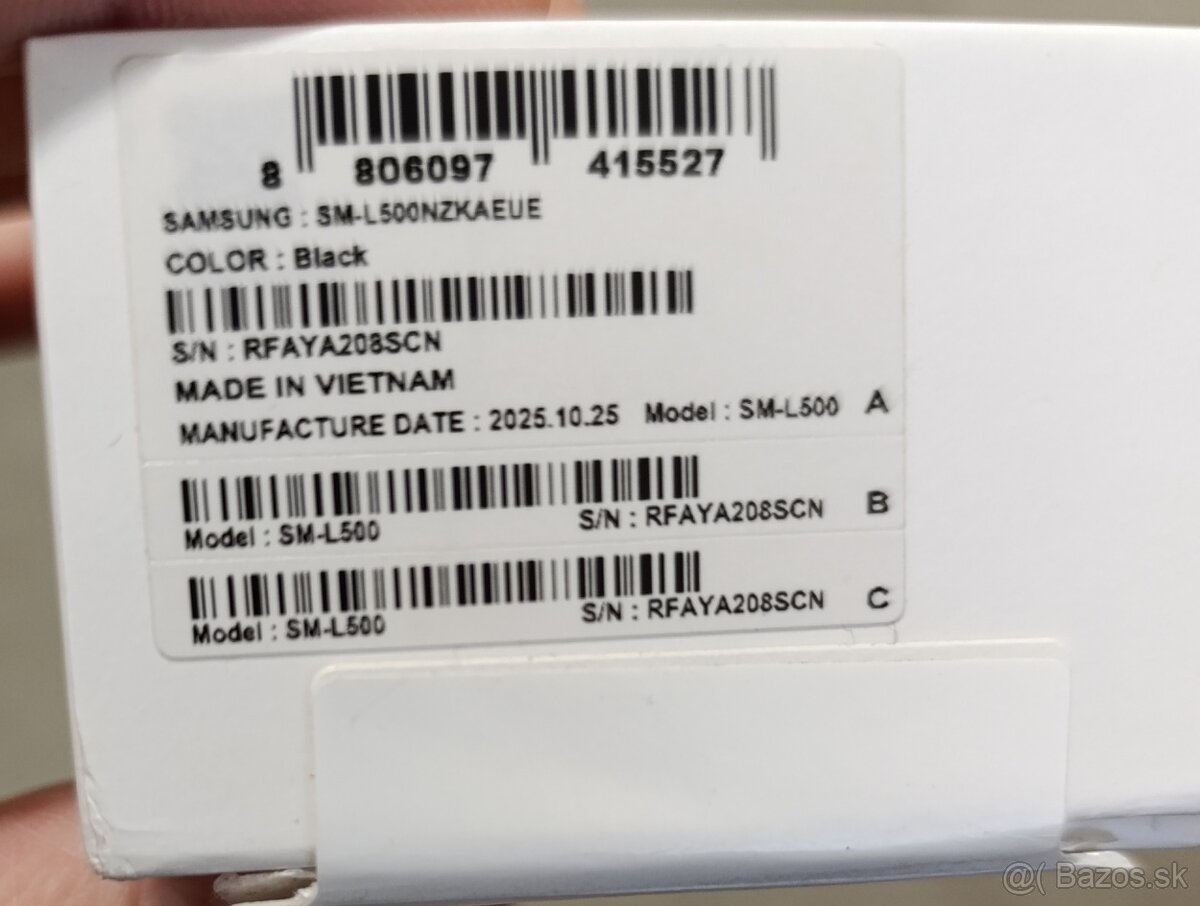 8 806097 415527
SAMSUNG : SM-L500NZKAEUE
COLOR : Black
S/N : RFAYA208SCN
MADE IN VIETNAM
MANUFACTURE DATE : 2025.10.25 Model : SM-L500 A
Model : SM-L500 S/N : RFAYA208SCN B
Model : SM-L500 S/N : RFAYA208SCN C
@( Bazos.sk